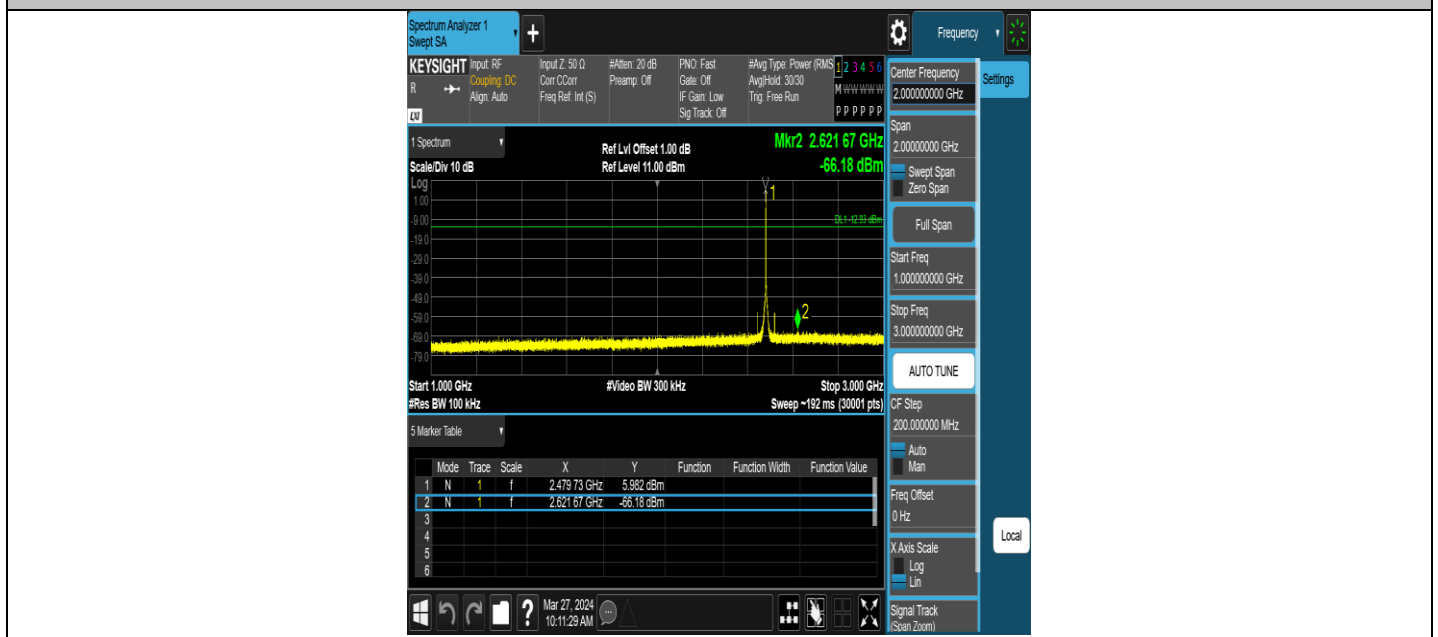 Spectrum Analyzer 1
Swept SA
+
Frequency
KEYSIGHT Input: RF Input Z: 50 Ω #Atten: 20 dB PNO: Fast #Avg Type: Power (RMS 1 2 3 4 5 6
R Coupling: DC Corr CCorr Preamp: Off Gate: Off Avg|Hold: 30/30 M W W W W W
Align: Auto Freq Ref: Int (S) IF Gain: Low Trig: Free Run
LXI Sig Track: Off P P P P P P
1 Spectrum
Scale/Div 10 dB
Ref Lvl Offset 1.00 dB
Ref Level 11.00 dBm
Mkr2 2.621 67 GHz
-66.18 dBm
Log
1.00
-9.00
-19.0
-29.0
-39.0
-49.0
-59.0
-69.0
-79.0
1
DL1 -12.93 dBm
2
Start 1.000 GHz #Video BW 300 kHz Stop 3.000 GHz
#Res BW 100 kHz Sweep ~192 ms (30001 pts)
5 Marker Table
Mode Trace Scale X Y Function Function Width Function Value
1 N 1 f 2.479 73 GHz 5.982 dBm
2 N 1 f 2.621 67 GHz -66.18 dBm
3
4
5
6
?
Mar 27, 2024
10:11:29 AM
Center Frequency
2.000000000 GHz
Settings
Span
2.00000000 GHz
Swept Span
Zero Span
Full Span
Start Freq
1.000000000 GHz
Stop Freq
3.000000000 GHz
AUTO TUNE
CF Step
200.000000 MHz
Auto
Man
Freq Offset
0 Hz
Local
X Axis Scale
Log
Lin
Signal Track
(Span Zoom)